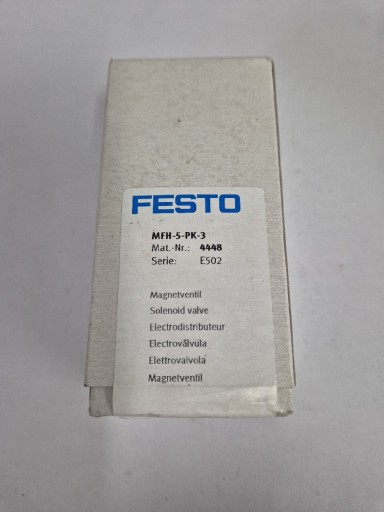 FESTO
MFH-5-PK-3
Mat.-Nr.: 4448
Serie: E502
Magnetventil
Solenoid valve
Electrodistributeur
Electroválvula
Elettrovalvola
Magnetventil